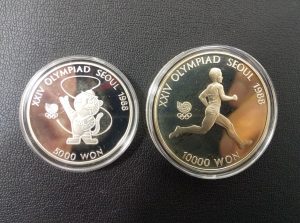 XXIV OLYMPIAD SEOUL 1988
5000 WON
XXIV OLYMPIAD SEOUL 1988
10000 WON